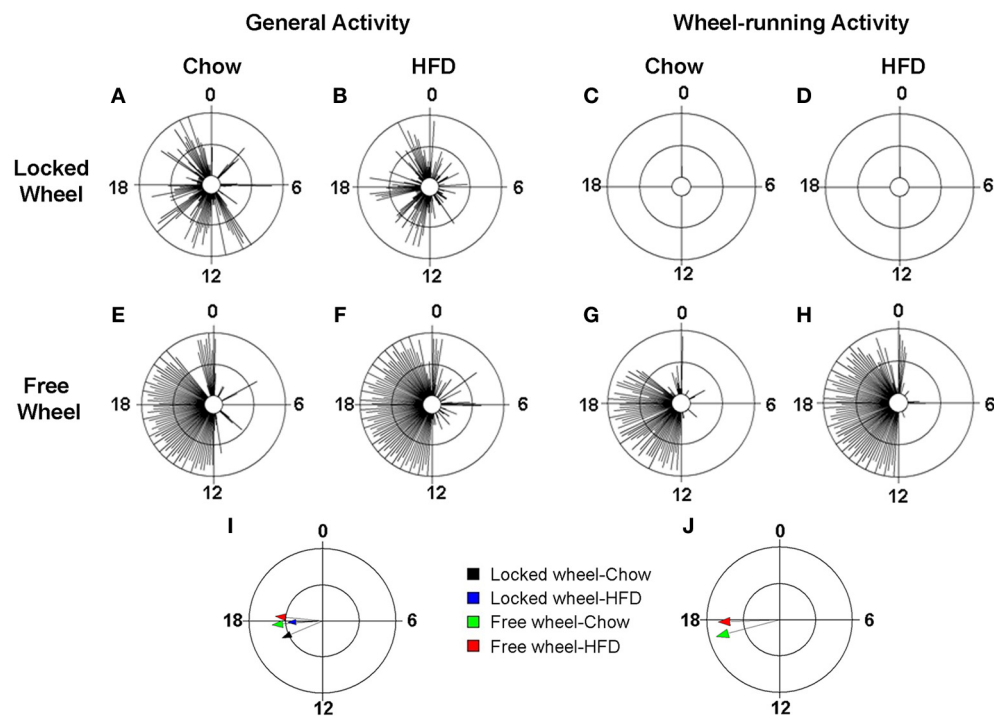 General Activity
Wheel-running Activity
Chow
HFD
Chow
HFD
A
B
C
D
0
0
0
0
Locked
Wheel
18
6
18
6
18
6
18
6
12
12
12
12
E
F
G
H
0
0
0
0
Free
Wheel
18
6
18
6
18
6
18
6
12
12
12
12
I
J
0
0
18
6
18
6
12
12
Locked wheel-Chow
Locked wheel-HFD
Free wheel-Chow
Free wheel-HFD